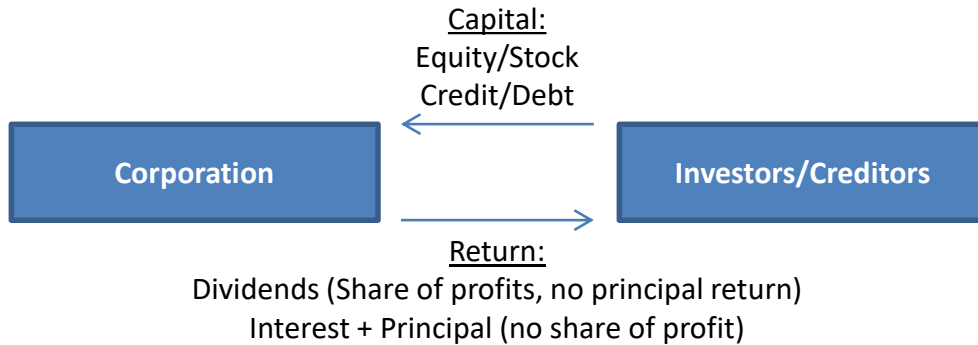 Capital:
Equity/Stock
Credit/Debt
Corporation
Investors/Creditors
Return:
Dividends (Share of profits, no principal return)
Interest + Principal (no share of profit)